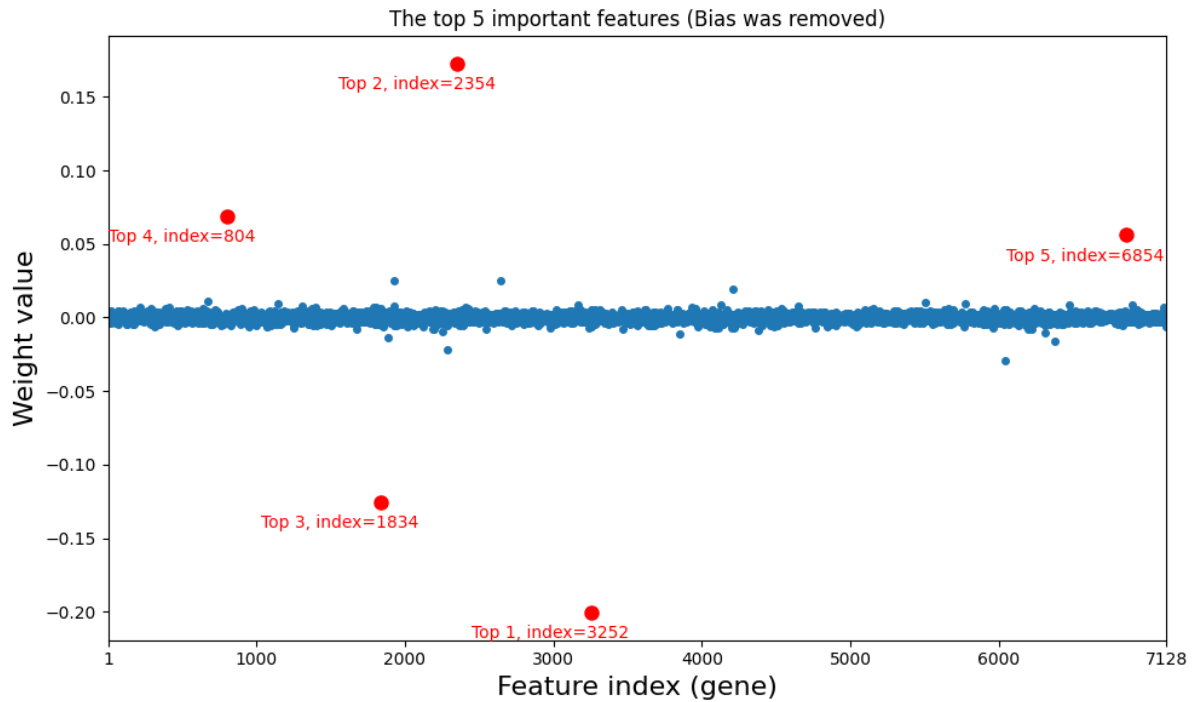 The top 5 important features (Bias was removed)
Weight value
0.15
0.10
0.05
0.00
−0.05
−0.10
−0.15
−0.20
Top 2, index=2354
Top 4, index=804
Top 5, index=6854
Top 3, index=1834
Top 1, index=3252
1 1000 2000 3000 4000 5000 6000 7128
Feature index (gene)